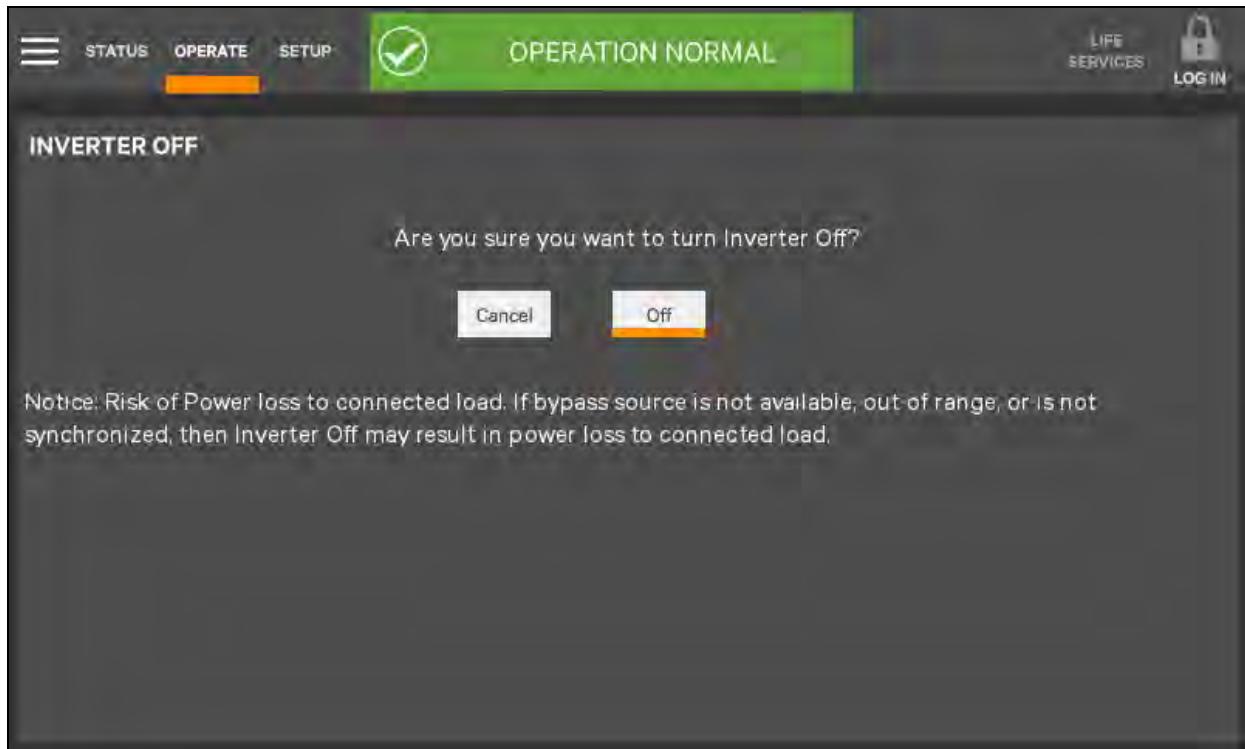 STATUS OPERATE SETUP OPERATION NORMAL LIFE
SERVICES
LOG IN
INVERTER OFF
Are you sure you want to turn Inverter Off?
Cancel Off
Notice: Risk of Power loss to connected load. If bypass source is not available, out of range, or is not
synchronized, then Inverter Off may result in power loss to connected load.